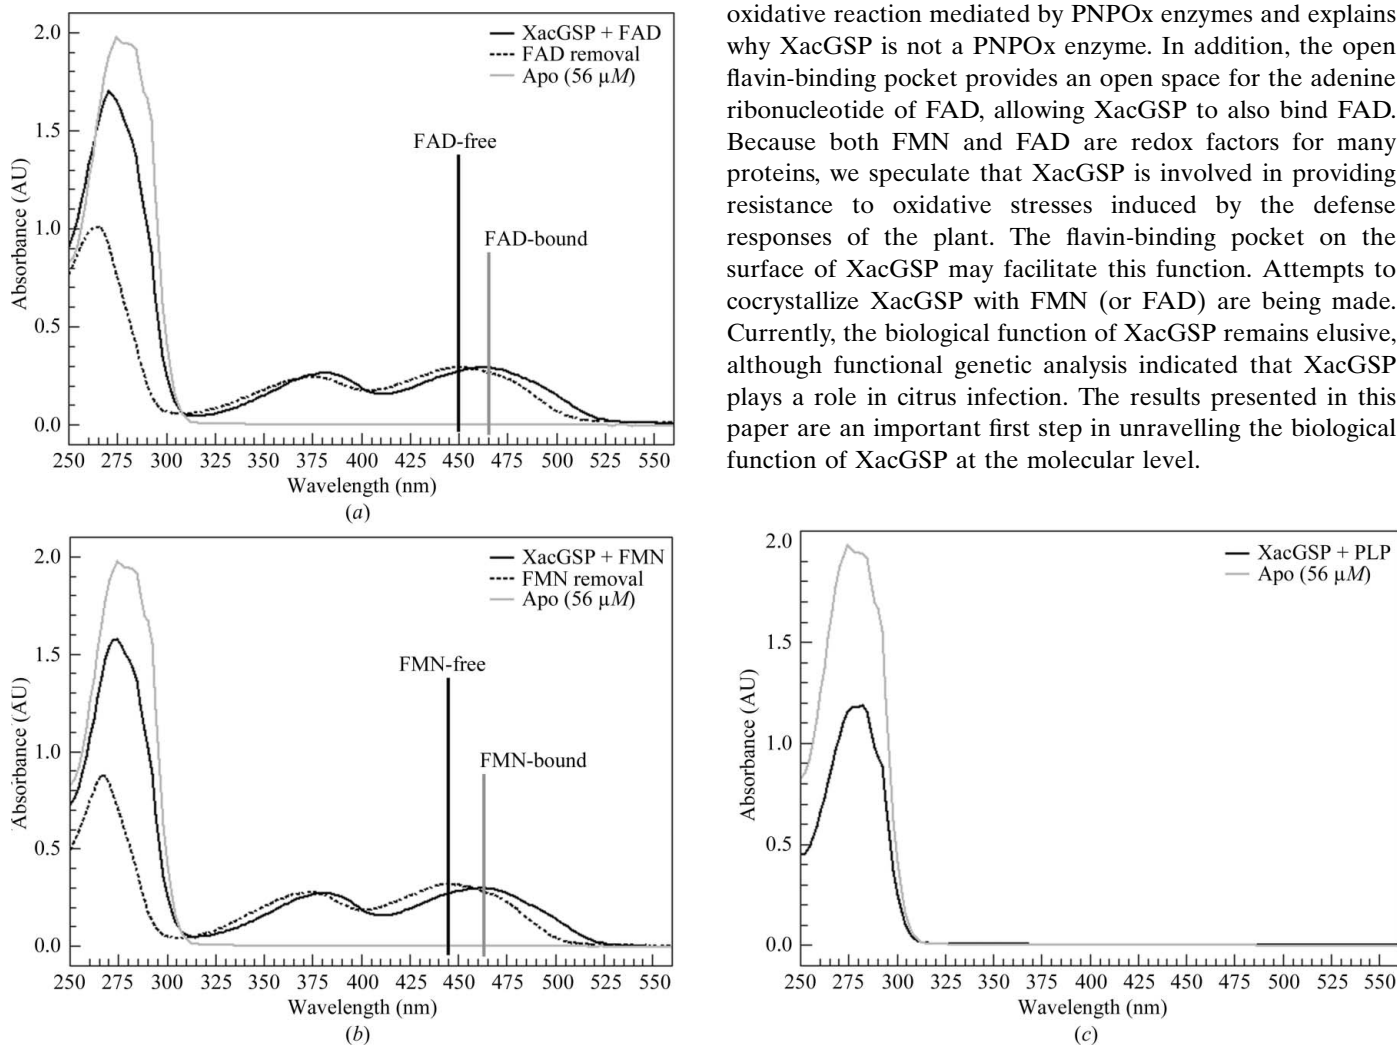 2.0
1.5
1.0
0.5
0.0
Absorbance (AU)
XacGSP + FAD
FAD removal
Apo (56 µM)
FAD-free
FAD-bound
250 275 300 325 350 375 400 425 450 475 500 525 550
Wavelength (nm)
(a)
oxidative reaction mediated by PNPOx enzymes and explains
why XacGSP is not a PNPOx enzyme. In addition, the open
flavin-binding pocket provides an open space for the adenine
ribonucleotide of FAD, allowing XacGSP to also bind FAD.
Because both FMN and FAD are redox factors for many
proteins, we speculate that XacGSP is involved in providing
resistance to oxidative stresses induced by the defense
responses of the plant. The flavin-binding pocket on the
surface of XacGSP may facilitate this function. Attempts to
cocrystallize XacGSP with FMN (or FAD) are being made.
Currently, the biological function of XacGSP remains elusive,
although functional genetic analysis indicated that XacGSP
plays a role in citrus infection. The results presented in this
paper are an important first step in unravelling the biological
function of XacGSP at the molecular level.
2.0
1.5
1.0
0.5
0.0
Absorbance (AU)
XacGSP + FMN
FMN removal
Apo (56 µM)
FMN-free
FMN-bound
250 275 300 325 350 375 400 425 450 475 500 525 550
Wavelength (nm)
(b)
2.0
1.5
1.0
0.5
0.0
Absorbance (AU)
XacGSP + PLP
Apo (56 µM)
250 275 300 325 350 375 400 425 450 475 500 525 550
Wavelength (nm)
(c)